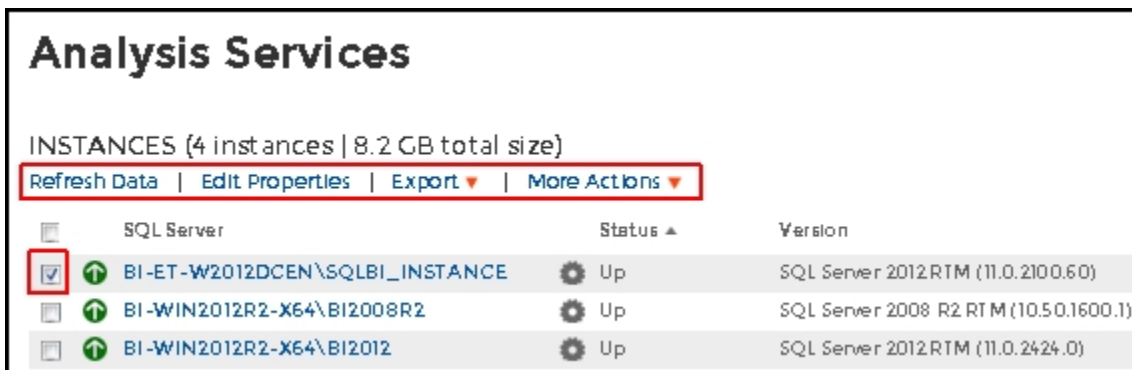 Analysis Services
INSTANCES (4 instances | 8.2 GB total size)
Refresh Data | Edit Properties | Export ▼ | More Actions ▼
SQL Server Status ▲ Version
BI-ET-W2012DCEN\SQLBI_INSTANCE Up SQL Server 2012 RTM (11.0.2100.60)
BI-WIN2012R2-X64\BI2008R2 Up SQL Server 2008 R2 RTM (10.50.1600.1)
BI-WIN2012R2-X64\BI2012 Up SQL Server 2012 RTM (11.0.2424.0)